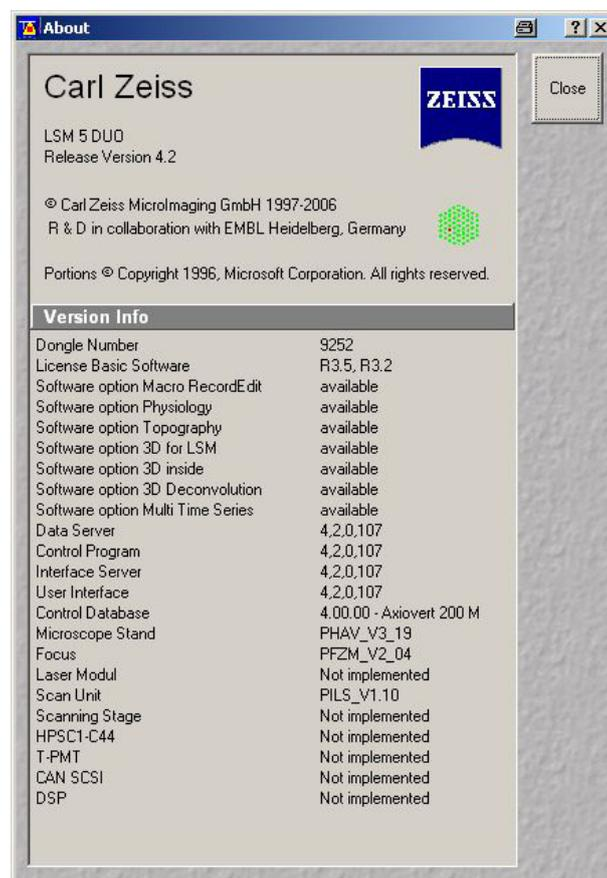 About
Carl Zeiss
ZEISS
Close
LSM 5 DUO
Release Version 4.2
© Carl Zeiss MicroImaging GmbH 1997-2006
R & D in collaboration with EMBL Heidelberg, Germany
Portions © Copyright 1996, Microsoft Corporation. All rights reserved.
Version Info
Dongle Number 9252
License Basic Software R3.5, R3.2
Software option Macro RecordEdit available
Software option Physiology available
Software option Topography available
Software option 3D for LSM available
Software option 3D inside available
Software option 3D Deconvolution available
Software option Multi Time Series available
Data Server 4,2,0,107
Control Program 4,2,0,107
Interface Server 4,2,0,107
User Interface 4,2,0,107
Control Database 4.00.00 - Axiovert 200 M
Microscope Stand PHAV_V3_19
Focus PFZM_V2_04
Laser Modul Not implemented
Scan Unit PILS_V1.10
Scanning Stage Not implemented
HPSC1-C44 Not implemented
T-PMT Not implemented
CAN SCSI Not implemented
DSP Not implemented